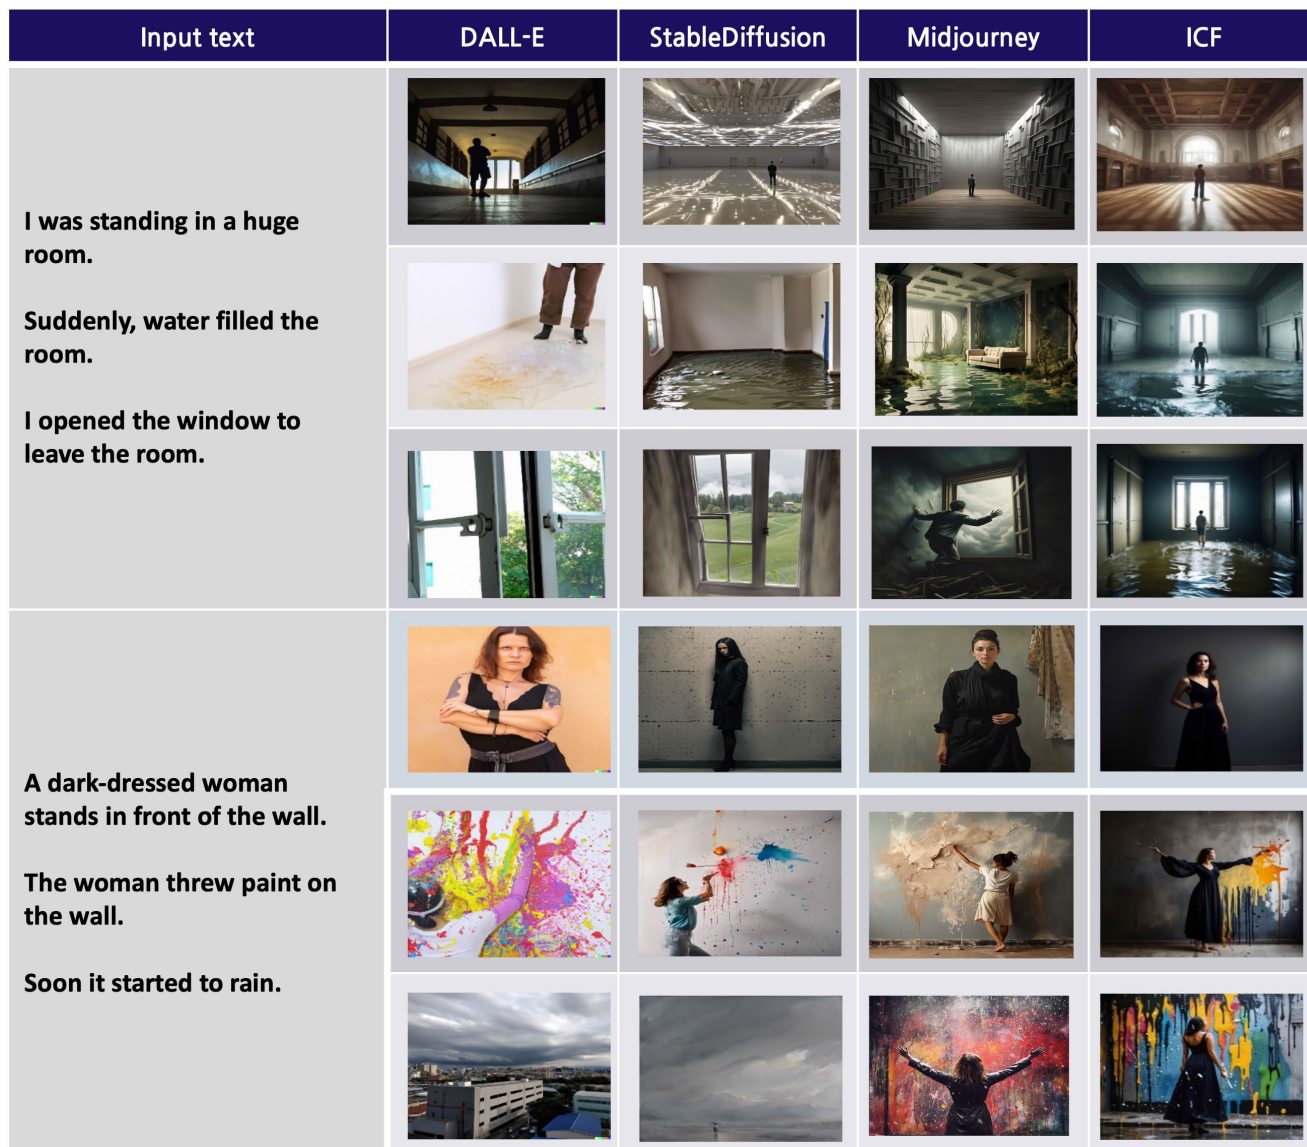 Input text
DALL-E
StableDiffusion
Midjourney
ICF
I was standing in a huge
room.
Suddenly, water filled the
room.
I opened the window to
leave the room.
A dark-dressed woman
stands in front of the wall.
The woman threw paint on
the wall.
Soon it started to rain.